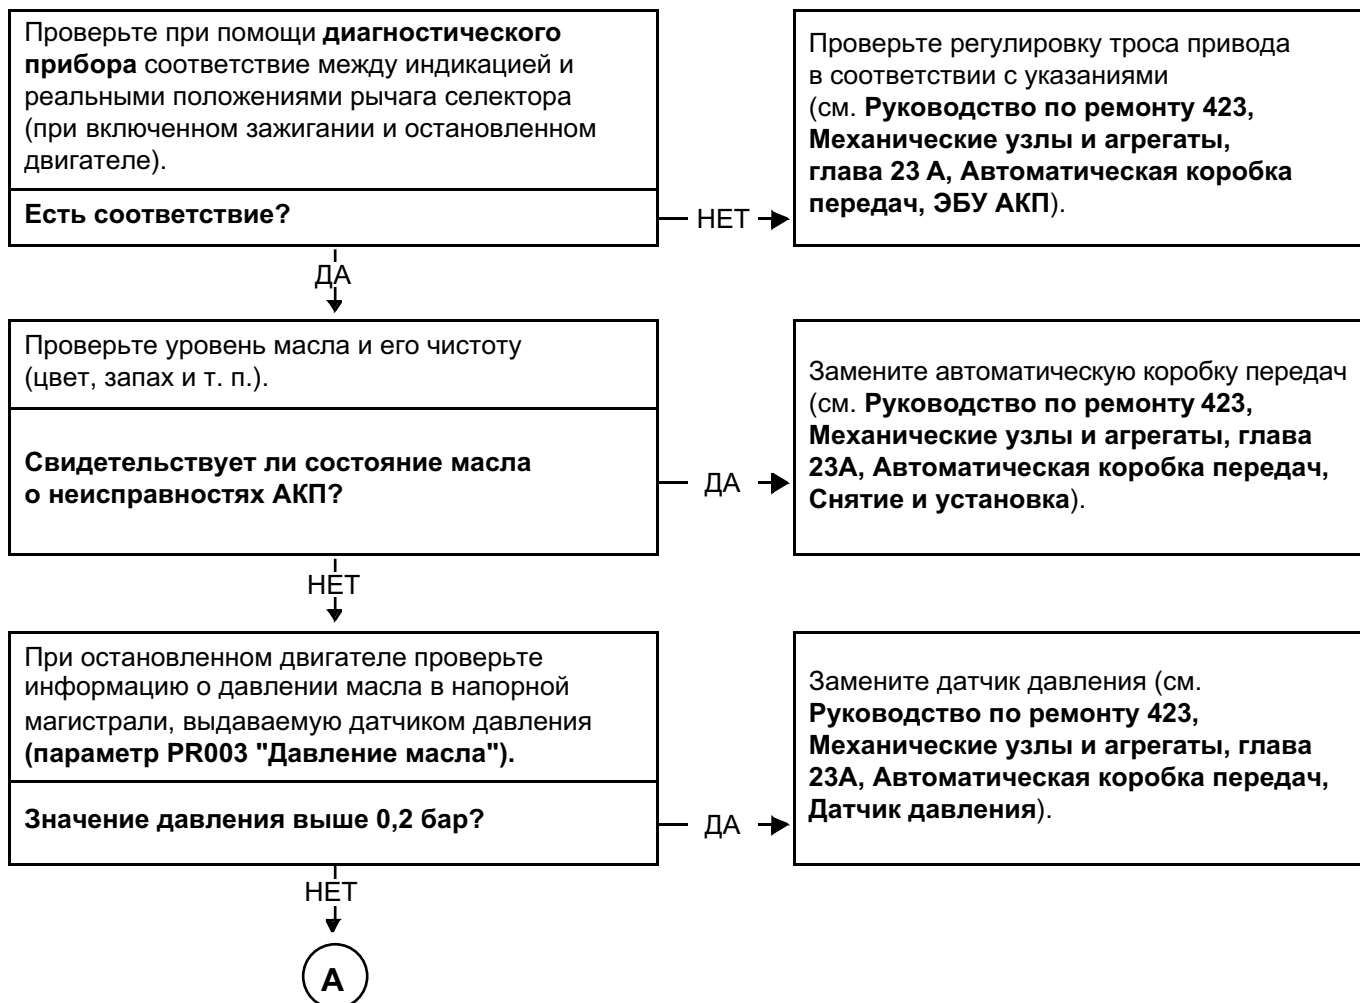 Проверьте при помощи диагностического
прибора соответствие между индикацией и
реальными положениями рычага селектора
(при включенном зажигании и остановленном
двигателе).
Есть соответствие?
НЕТ
Проверьте регулировку троса привода
в соответствии с указаниями
(см. Руководство по ремонту 423,
Механические узлы и агрегаты,
глава 23 А, Автоматическая коробка
передач, ЭБУ АКП).
ДА
Проверьте уровень масла и его чистоту
(цвет, запах и т. п.).
Свидетельствует ли состояние масла
о неисправностях АКП?
ДА
Замените автоматическую коробку передач
(см. Руководство по ремонту 423,
Механические узлы и агрегаты, глава
23А, Автоматическая коробка передач,
Снятие и установка).
НЕТ
При остановленном двигателе проверьте
информацию о давлении масла в напорной
магистрали, выдаваемую датчиком давления
(параметр PR003 "Давление масла").
Значение давления выше 0,2 бар?
ДА
Замените датчик давления (см.
Руководство по ремонту 423,
Механические узлы и агрегаты, глава
23А, Автоматическая коробка передач,
Датчик давления).
НЕТ
А